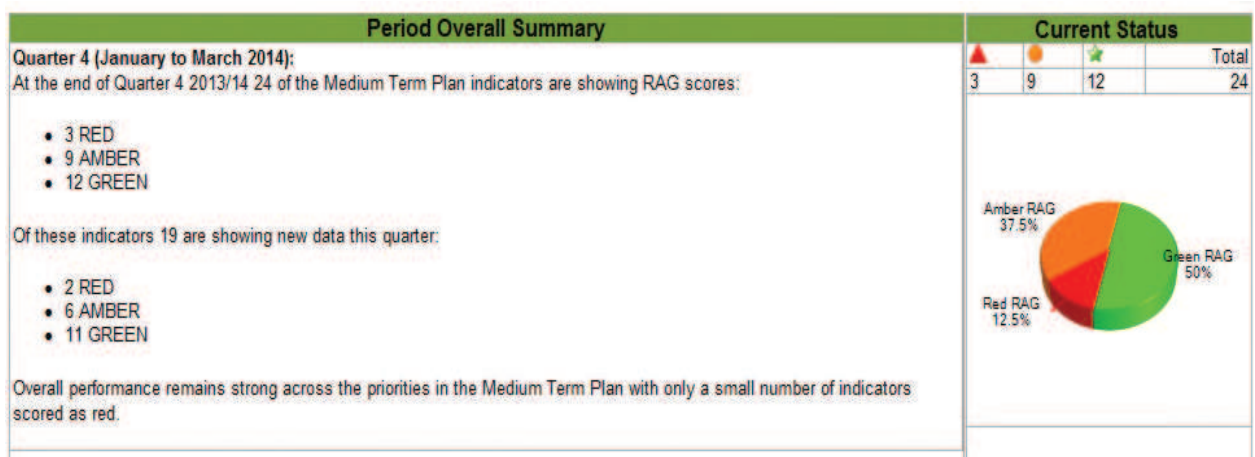 Period Overall Summary
Quarter 4 (January to March 2014):
At the end of Quarter 4 2013/14 24 of the Medium Term Plan indicators are showing RAG scores:
• 3 RED
• 9 AMBER
• 12 GREEN
Of these indicators 19 are showing new data this quarter:
• 2 RED
• 6 AMBER
• 11 GREEN
Overall performance remains strong across the priorities in the Medium Term Plan with only a small number of indicators
scored as red.
Current Status
Total
3 9 12 24
Amber RAG
37.5%
Green RAG
50%
Red RAG
12.5%